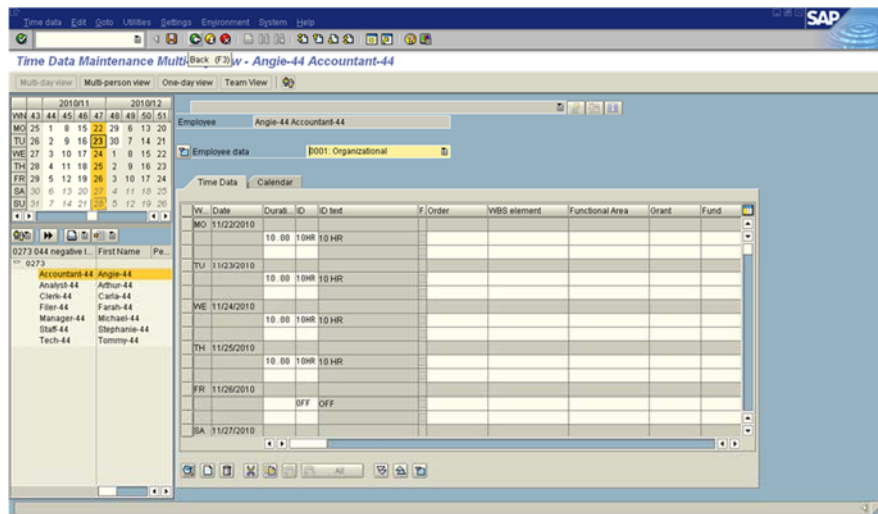 Time data Edit Goto Utilities Settings Environment System Help
SAP
Time Data Maintenance Multi w - Angie-44 Accountant-44
Back (F3)
Multi-day view Multi-person view One-day view Team View
2010/11 2010/12
WN 43 44 45 46 47 48 49 50 51
MO 25 1 8 15 22 29 6 13 20
TU 26 2 9 16 23 30 7 14 21
WE 27 3 10 17 24 1 8 15 22
TH 28 4 11 18 25 2 9 16 23
FR 29 5 12 19 26 3 10 17 24
SA 30 6 13 20 27 4 11 18 25
SU 31 7 14 21 28 5 12 19 26
0273 044 negative I... First Name Pe...
0273
Accountant-44 Angie-44
Analyst-44 Arthur-44
Clerk-44 Carla-44
Filer-44 Farah-44
Manager-44 Michael-44
Staff-44 Stephanie-44
Tech-44 Tommy-44
Employee Angie-44 Accountant-44
Employee data 0001: Organizational
Time Data Calendar
W... Date Durati... ID ID text F. Order WBS element Functional Area Grant Fund
MO 11/22/2010
10.00 10HR 10 HR
TU 11/23/2010
10.00 10HR 10 HR
WE 11/24/2010
10.00 10HR 10 HR
TH 11/25/2010
10.00 10HR 10 HR
FR 11/26/2010
OFF OFF
SA 11/27/2010
All